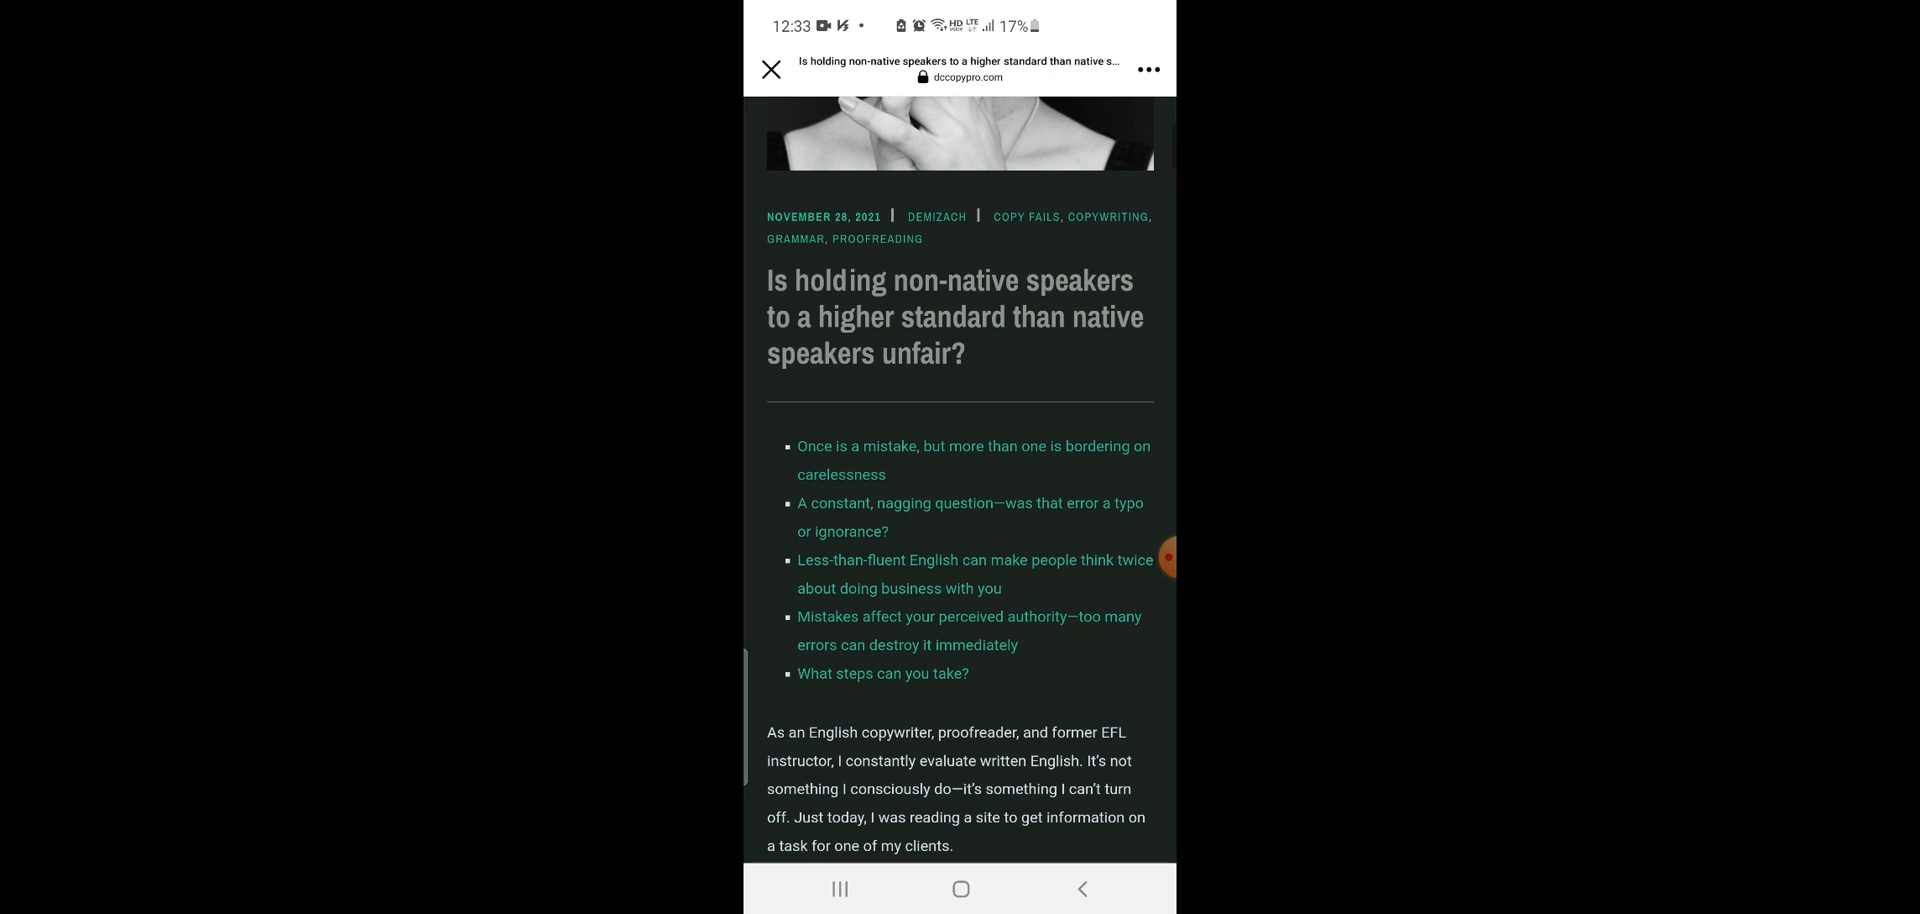 12:33
HD voice LTE 17%
Is holding non-native speakers to a higher standard than native s...
dccopypro.com
NOVEMBER 28, 2021 | DEMIZACH | COPY FAILS, COPYWRITING,
GRAMMAR, PROOFREADING
Is holding non-native speakers
to a higher standard than native
speakers unfair?
▪ Once is a mistake, but more than one is bordering on
carelessness
▪ A constant, nagging question—was that error a typo
or ignorance?
▪ Less-than-fluent English can make people think twice
about doing business with you
▪ Mistakes affect your perceived authority—too many
errors can destroy it immediately
▪ What steps can you take?
As an English copywriter, proofreader, and former EFL
instructor, I constantly evaluate written English. It's not
something I consciously do—it's something I can't turn
off. Just today, I was reading a site to get information on
a task for one of my clients.